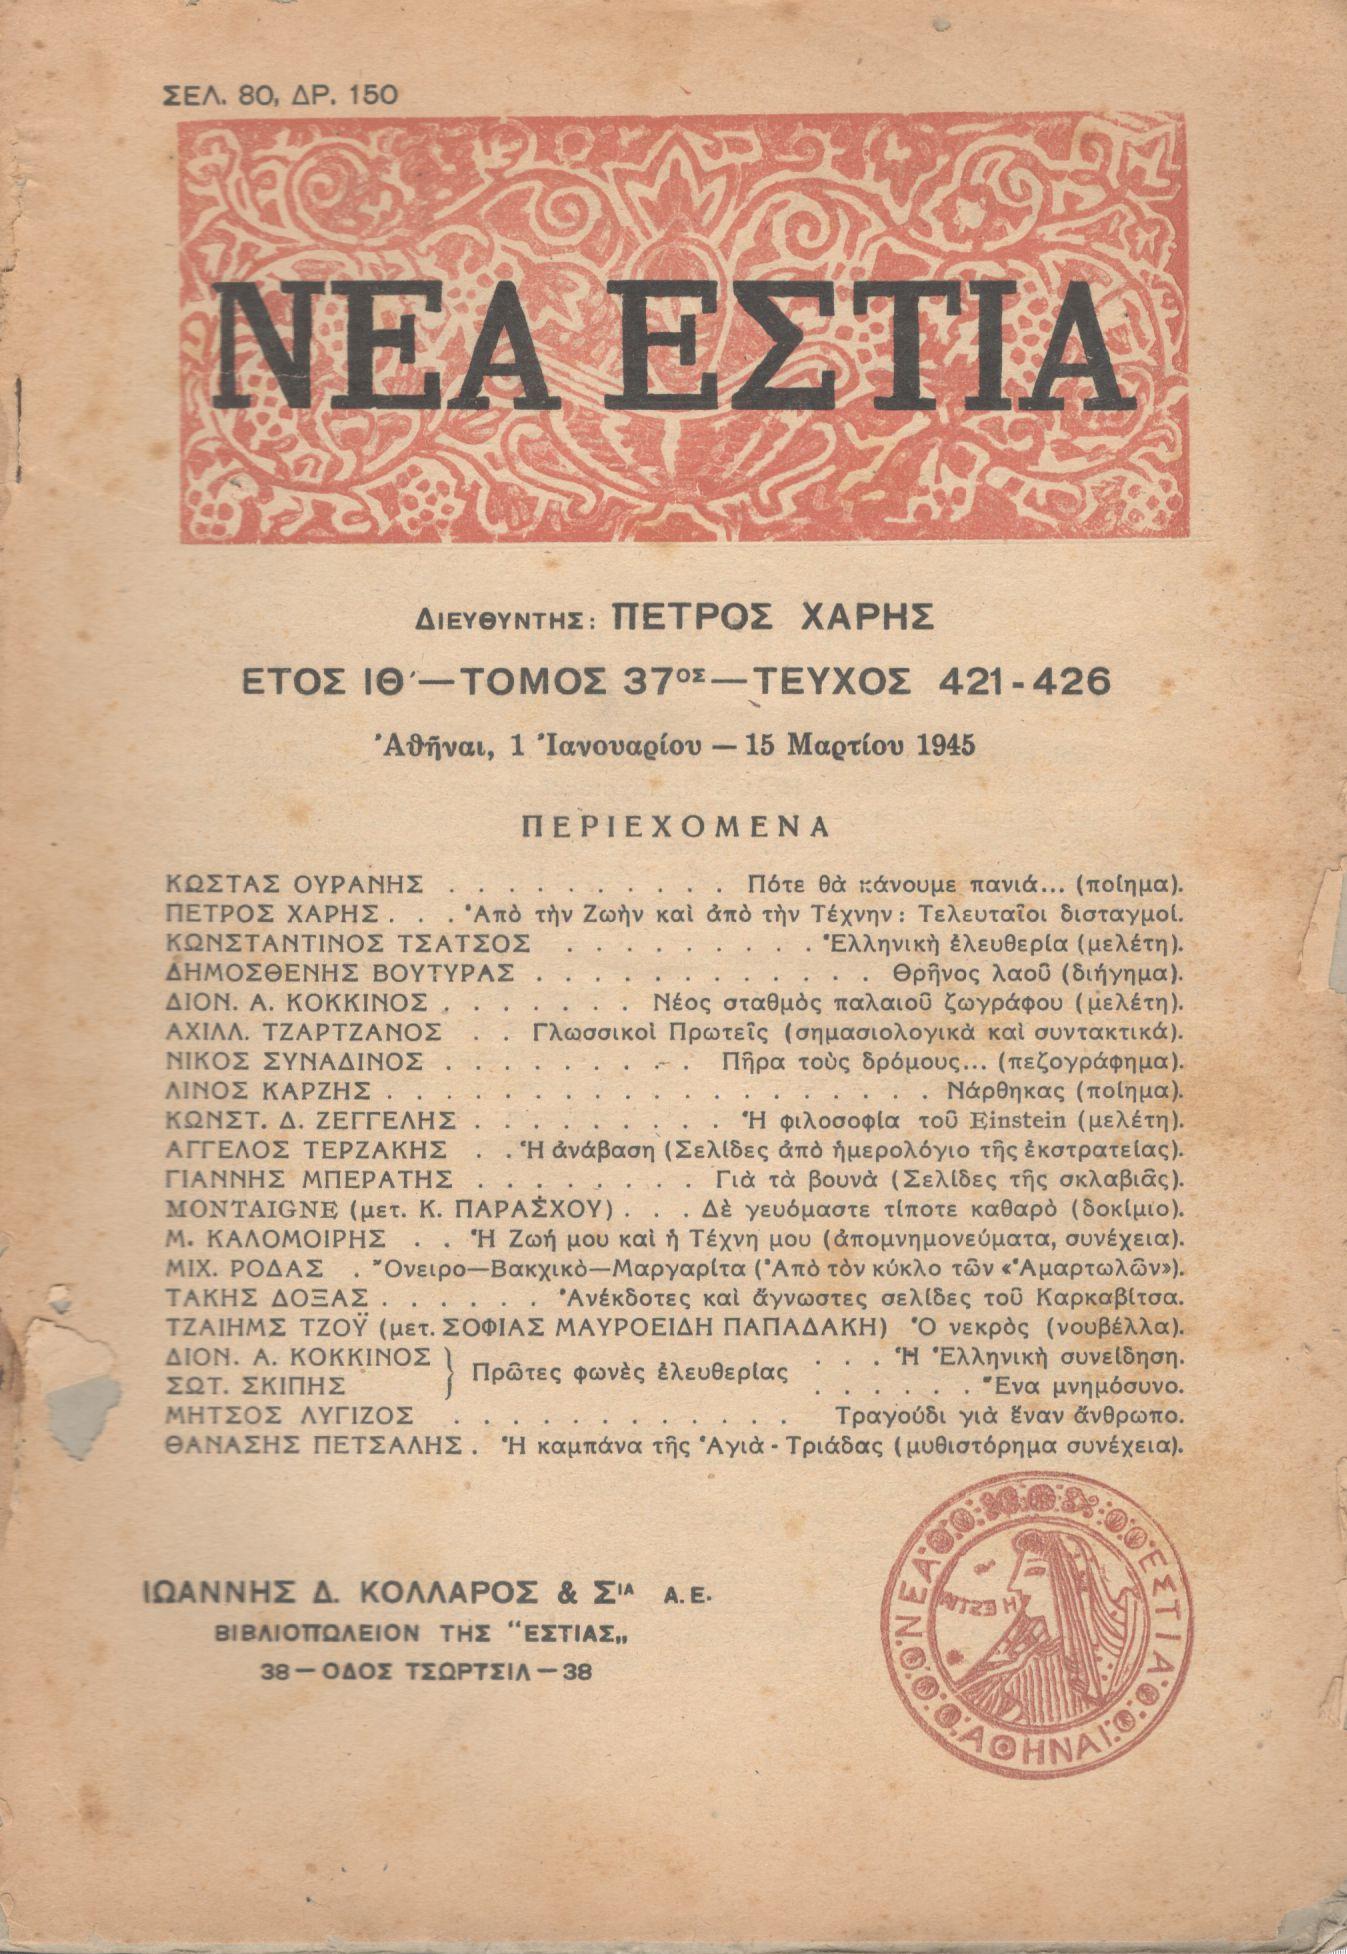 ΣΕΛ. 80, ΔΡ. 150
ΝΕΑ ΕΣΤΙΑ
ΔΙΕΥΘΥΝΤΗΣ: ΠΕΤΡΟΣ ΧΑΡΗΣ
ΕΤΟΣ ΙΘ´—ΤΟΜΟΣ 37ΟΣ—ΤΕΥΧΟΣ 421-426
Ἀθῆναι, 1 Ἰανουαρίου — 15 Μαρτίου 1945
ΠΕΡΙΕΧΟΜΕΝΑ
ΚΩΣΤΑΣ ΟΥΡΑΝΗΣ . . . . . . . . . . Πότε θὰ κάνουμε πανιά... (ποίημα).
ΠΕΤΡΟΣ ΧΑΡΗΣ . . . Ἀπὸ τὴν Ζωὴν καὶ ἀπὸ τὴν Τέχνην: Τελευταῖοι δισταγμοί.
ΚΩΝΣΤΑΝΤΙΝΟΣ ΤΣΑΤΣΟΣ . . . . . . . . . Ἑλληνικὴ ἐλευθερία (μελέτη).
ΔΗΜΟΣΘΕΝΗΣ ΒΟΥΤΥΡΑΣ . . . . . . . . . . . . Θρῆνος λαοῦ (διήγημα).
ΔΙΟΝ. Α. ΚΟΚΚΙΝΟΣ . . . . . . . Νέος σταθμὸς παλαιοῦ ζωγράφου (μελέτη).
ΑΧΙΛΛ. ΤΖΑΡΤΖΑΝΟΣ . . Γλωσσικοὶ Πρωτεῖς (σημασιολογικὰ καὶ συντακτικά).
ΝΙΚΟΣ ΣΥΝΑΔΙΝΟΣ . . . . . . . . . Πῆρα τοὺς δρόμους... (πεζογράφημα).
ΛΙΝΟΣ ΚΑΡΖΗΣ . . . . . . . . . . . . . . . . . . . Νάρθηκας (ποίημα).
ΚΩΝΣΤ. Δ. ΖΕΓΓΕΛΗΣ . . . . . . . . . Ἡ φιλοσοφία τοῦ Einstein (μελέτη).
ΑΓΓΕΛΟΣ ΤΕΡΖΑΚΗΣ . . Ἡ ἀνάβαση (Σελίδες ἀπὸ ἡμερολόγιο τῆς ἐκστρατείας).
ΓΙΑΝΝΗΣ ΜΠΕΡΑΤΗΣ . . . . . . . . Γιὰ τὰ βουνὰ (Σελίδες τῆς σκλαβιᾶς).
MONTAIGNE (μετ. Κ. ΠΑΡΑΣΧΟΥ) . . . Δὲ γευόμαστε τίποτε καθαρὸ (δοκίμιο).
Μ. ΚΑΛΟΜΟΙΡΗΣ . . Ἡ Ζωή μου καὶ ἡ Τέχνη μου (ἀπομνημονεύματα, συνέχεια).
ΜΙΧ. ΡΟΔΑΣ . Ὄνειρο—Βακχικὸ—Μαργαρίτα (Ἀπὸ τὸν κύκλο τῶν «Ἁμαρτωλῶν»).
ΤΑΚΗΣ ΔΟΞΑΣ . . . . . . Ἀνέκδοτες καὶ ἄγνωστες σελίδες τοῦ Καρκαβίτσα.
ΤΖΑΙΗΜΣ ΤΖΟΫ (μετ. ΣΟΦΙΑΣ ΜΑΥΡΟΕΙΔΗ ΠΑΠΑΔΑΚΗ) Ὁ νεκρὸς (νουβέλλα).
ΔΙΟΝ. Α. ΚΟΚΚΙΝΟΣ } Πρῶτες φωνὲς ἐλευθερίας . . . Ἡ Ἑλληνικὴ συνείδηση.
ΣΩΤ. ΣΚΙΠΗΣ . . . . . . Ἕνα μνημόσυνο.
ΜΗΤΣΟΣ ΛΥΓΙΖΟΣ . . . . . . . . . . . . Τραγούδι γιὰ ἕναν ἄνθρωπο.
ΘΑΝΑΣΗΣ ΠΕΤΣΑΛΗΣ . Ἡ καμπάνα τῆς Ἁγιὰ-Τριάδας (μυθιστόρημα συνέχεια).
ΙΩΑΝΝΗΣ Δ. ΚΟΛΛΑΡΟΣ & ΣΙΑ Α.Ε.
ΒΙΒΛΙΟΠΩΛΕΙΟΝ ΤΗΣ “ΕΣΤΙΑΣ„
38 — ΟΔΟΣ ΤΣΩΡΤΣΙΛ — 38
ΝΕΑ ΕΣΤΙΑ
Η ΕΣΤΙΑ
ΑΘΗΝΑΙ